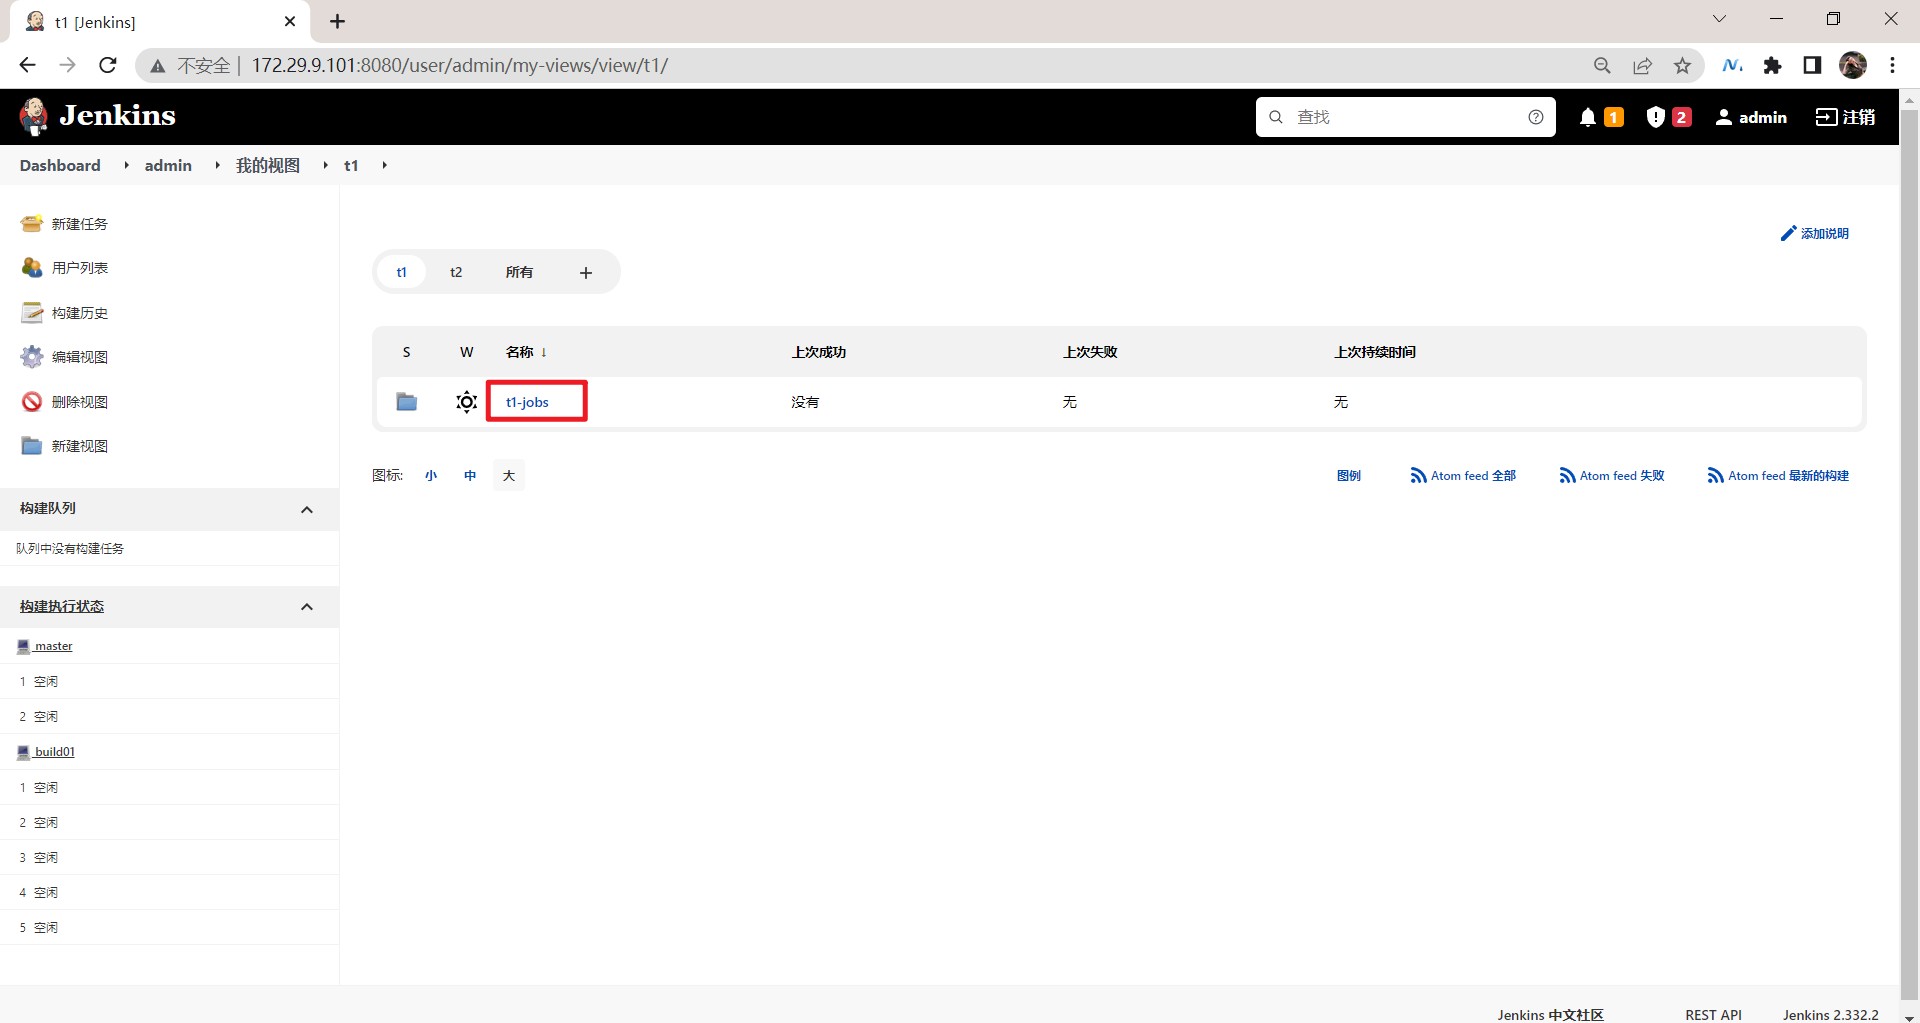 t1 [Jenkins]
不安全 | 172.29.9.101:8080/user/admin/my-views/view/t1/
Jenkins
查找
1
2
admin
注销
Dashboard
admin
我的视图
t1
新建任务
用户列表
构建历史
编辑视图
删除视图
新建视图
构建队列
队列中没有构建任务
构建执行状态
master
1 空闲
2 空闲
build01
1 空闲
2 空闲
3 空闲
4 空闲
5 空闲
添加说明
t1 t2 所有 +
S W 名称 ↓ 上次成功 上次失败 上次持续时间
t1-jobs 没有 无 无
图标: 小 中 大
图例 Atom feed 全部 Atom feed 失败 Atom feed 最新的构建
Jenkins 中文社区 REST API Jenkins 2.332.2